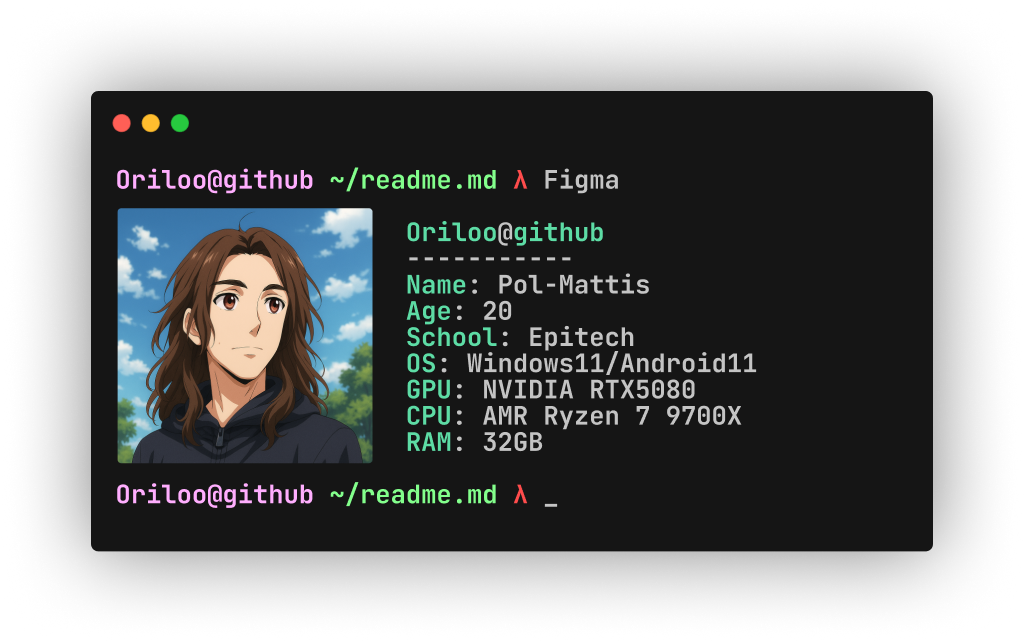 Oriloo@github ~/readme.md λ Figma
Oriloo@github
-----------
Name: Pol-Mattis
Age: 20
School: Epitech
OS: Windows11/Android11
GPU: NVIDIA RTX5080
CPU: AMR Ryzen 7 9700X
RAM: 32GB
Oriloo@github ~/readme.md λ _